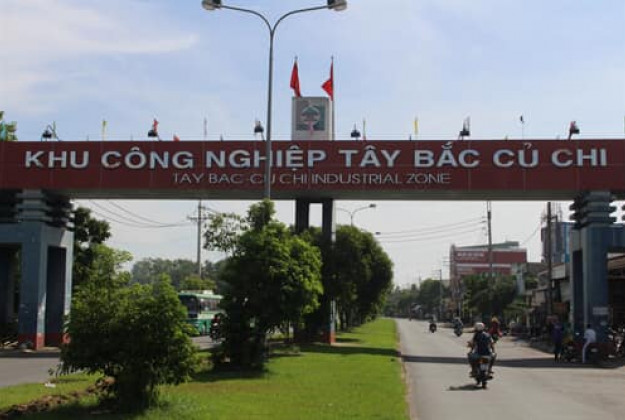 KHU CÔNG NGHIỆP TÂY BẮC CỦ CHI
TAY BAC-CU CHI INDUSTRIAL ZONE